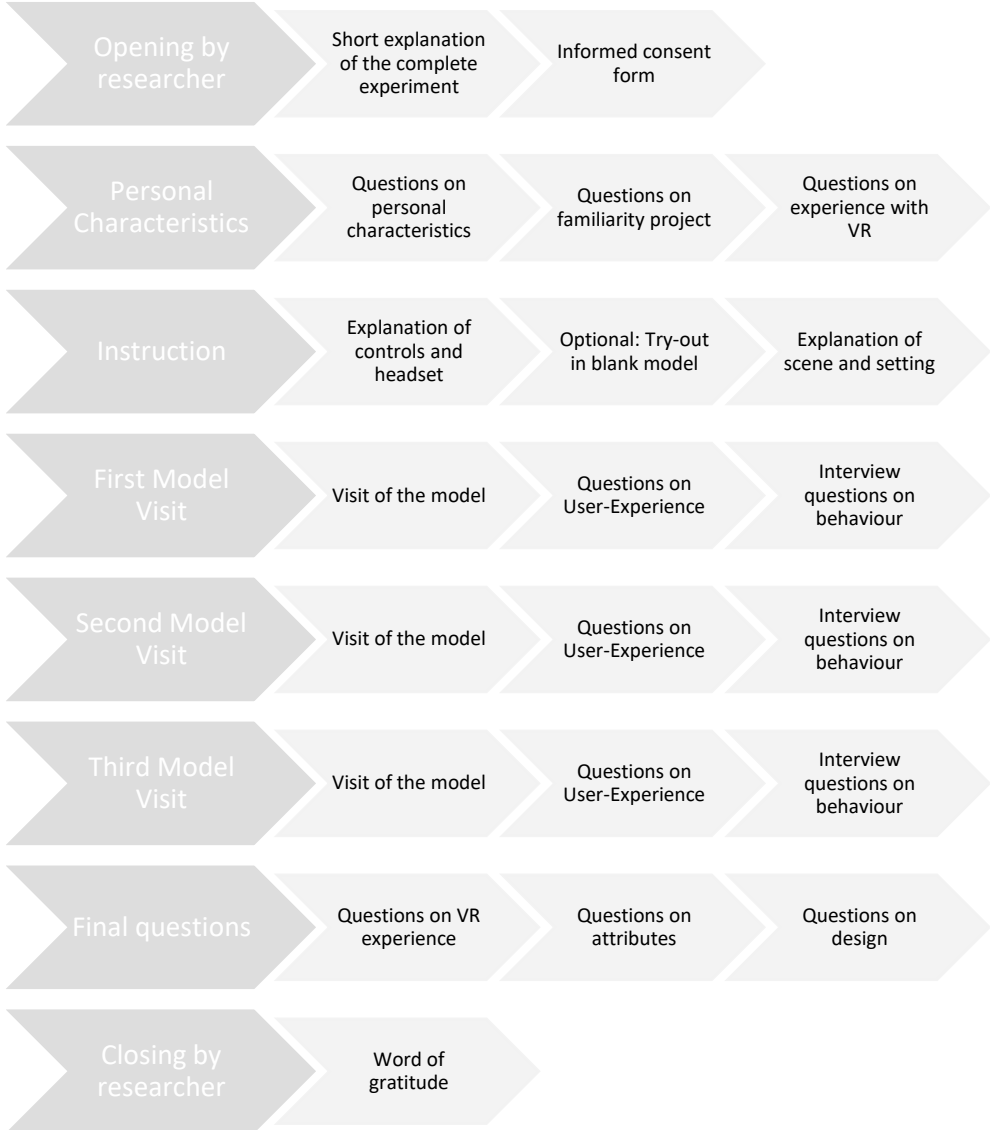 Opening by
researcher
Short explanation
of the complete
experiment
Informed consent
form
Personal
Characteristics
Questions on
personal
characteristics
Questions on
familiarity project
Questions on
experience with
VR
Instruction
Explanation of
controls and
headset
Optional: Try-out
in blank model
Explanation of
scene and setting
First Model
Visit
Visit of the model
Questions on
User-Experience
Interview
questions on
behaviour
Second Model
Visit
Visit of the model
Questions on
User-Experience
Interview
questions on
behaviour
Third Model
Visit
Visit of the model
Questions on
User-Experience
Interview
questions on
behaviour
Final questions
Questions on VR
experience
Questions on
attributes
Questions on
design
Closing by
researcher
Word of
gratitude